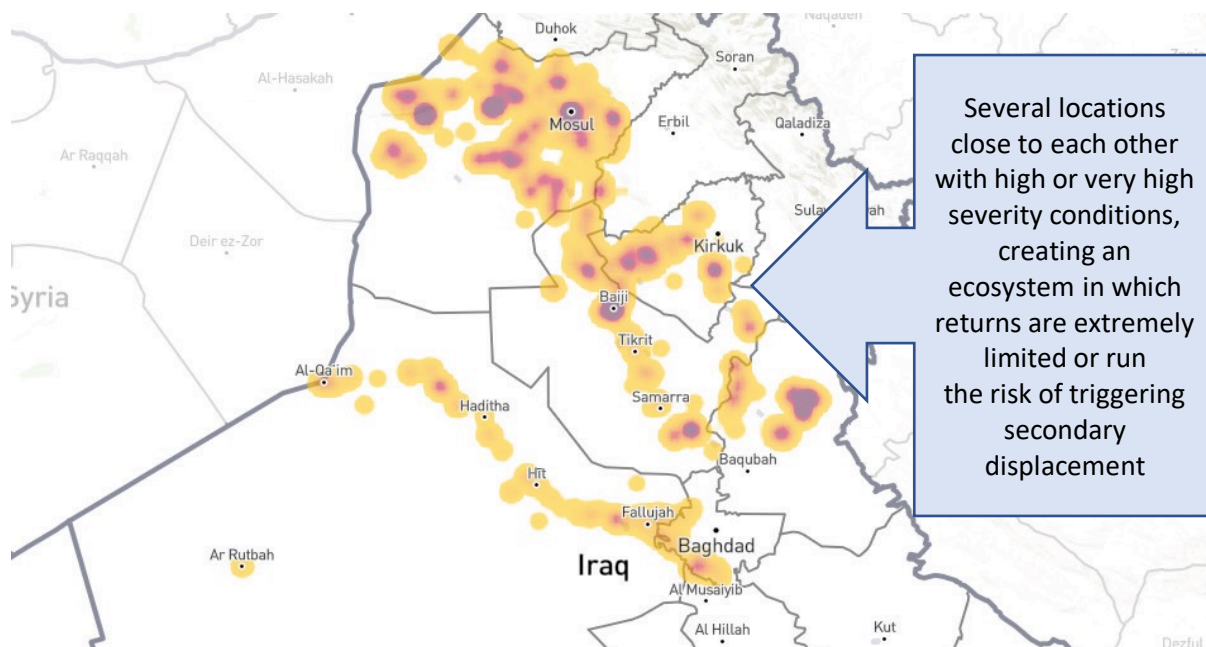 Duhok
Naqadeh
Soran
Al-Hasakah
Mosul
Erbil
Qaladiza
Ar Raqqah
Deir ez-Zor
Kirkuk
Syria
Baiji
Tikrit
Al-Qa'im
Haditha
Samarra
Baqubah
Hīt
Fallujah
Baghdad
Ar Rutbah
Iraq
Al Musaiyib
Al Hillah
Kut
Dezful
Several locations
close to each other
with high or very high
severity conditions,
creating an
ecosystem in which
returns are extremely
limited or run
the risk of triggering
secondary
displacement